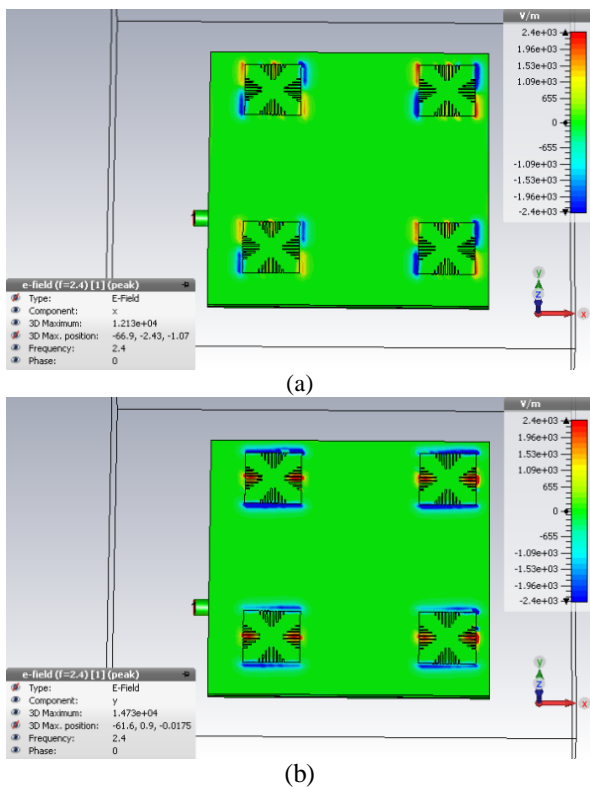 V/m
2.4e+03
1.96e+03
1.53e+03
1.09e+03
655
0
-655
-1.09e+03
-1.53e+03
-1.96e+03
-2.4e+03
e-field (f=2.4) [1] (peak)
Type: E-Field
Component: x
3D Maximum: 1.213e+04
3D Max. position: -66.9, -2.43, -1.07
Frequency: 2.4
Phase: 0
y
z
x
(a)
V/m
2.4e+03
1.96e+03
1.53e+03
1.09e+03
655
0
-655
-1.09e+03
-1.53e+03
-1.96e+03
-2.4e+03
e-field (f=2.4) [1] (peak)
Type: E-Field
Component: y
3D Maximum: 1.473e+04
3D Max. position: -61.6, 0.9, -0.0175
Frequency: 2.4
Phase: 0
y
z
x
(b)